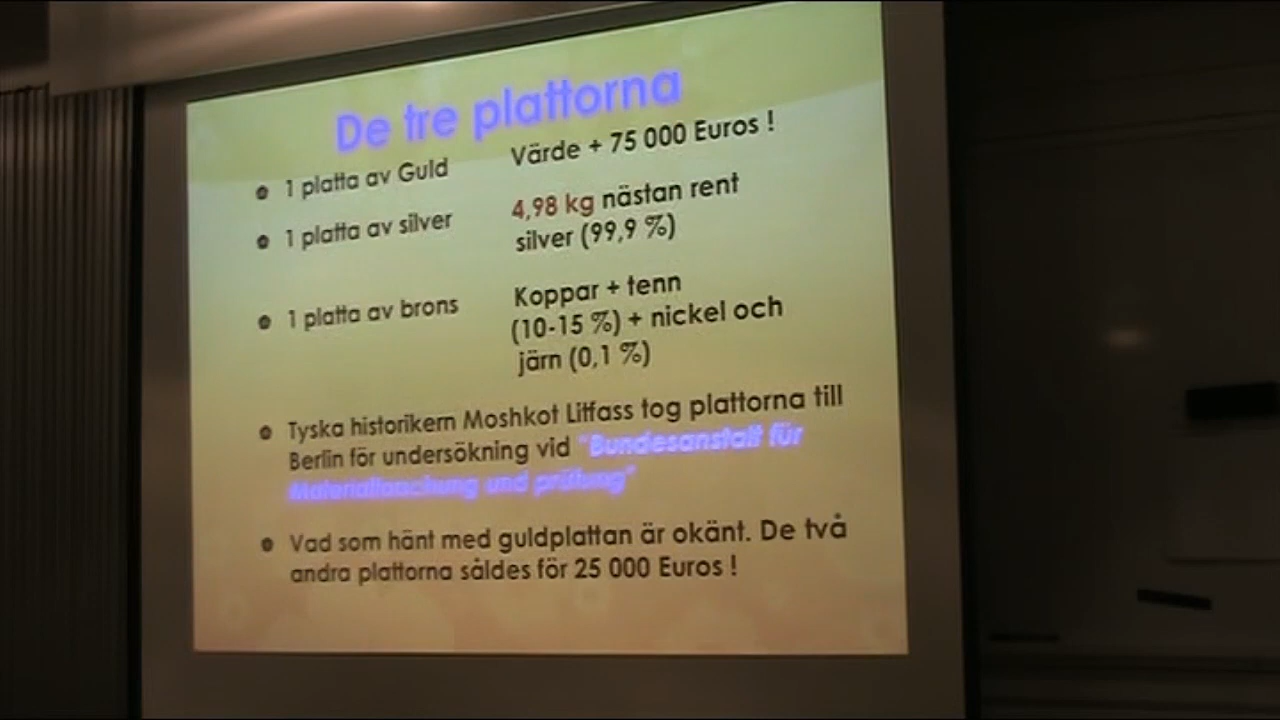 De tre plattorna
1 platta av Guld
Värde + 75 000 Euros !
1 platta av silver
4,98 kg nästan rent
silver (99,9 %)
1 platta av brons
Koppar + tenn
(10-15 %) + nickel och
järn (0,1 %)
Tyska historikern Moshkot Litfass tog plattorna till
Berlin för undersökning vid "Bundesanstalt für
und prüfung"
Vad som hänt med guldplattan är okänt. De två
andra plattorna såldes för 25 000 Euros !